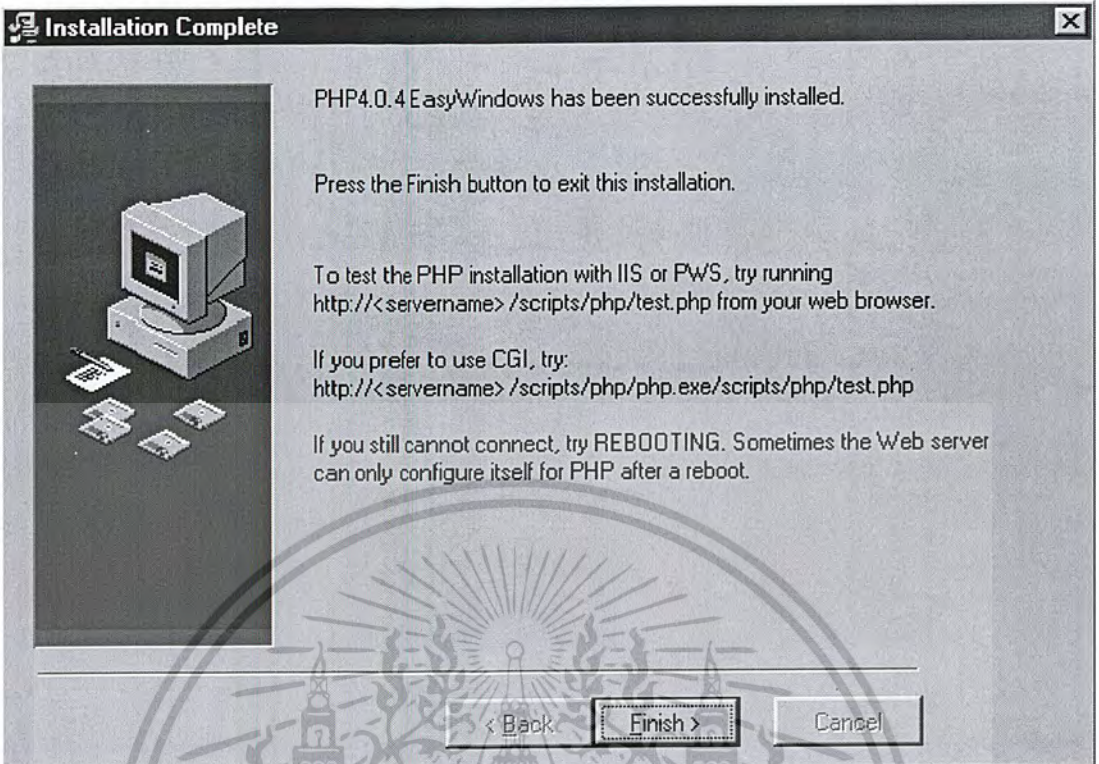 Installation Complete
PHP4.0.4 EasyWindows has been successfully installed.
Press the Finish button to exit this installation.
To test the PHP installation with IIS or PWS, try running
http://<servername>/scripts/php/test.php from your web browser.
If you prefer to use CGI, try:
http://<servername>/scripts/php/php.exe/scripts/php/test.php
If you still cannot connect, try REBOOTING. Sometimes the Web server
can only configure itself for PHP after a reboot.
< Back
Finish >
Cancel